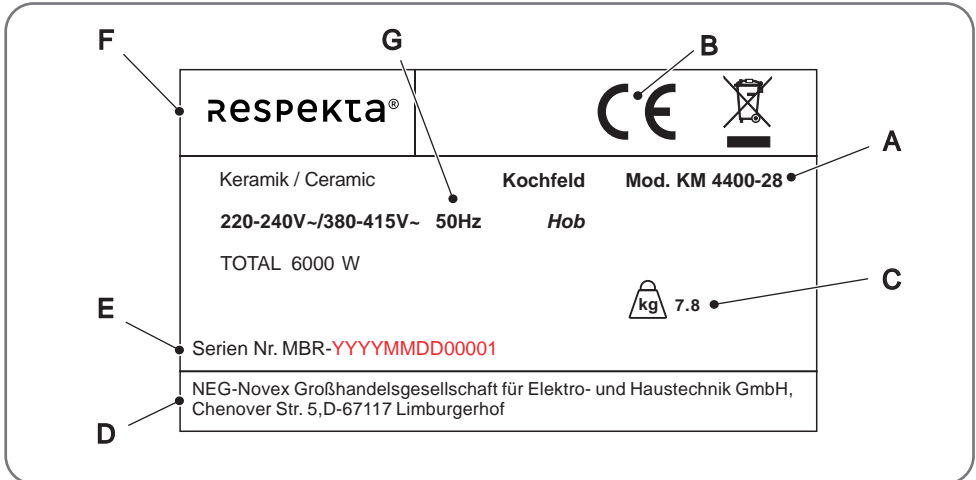 F
G
B
Respekta®
CE
A
Keramik / Ceramic Kochfeld Mod. KM 4400-28
220-240V~/380-415V~ 50Hz Hob
TOTAL 6000 W
C
kg 7.8
E
Serien Nr. MBR-YYYYMMDD00001
NEG-Novex Großhandelsgesellschaft für Elektro- und Haustechnik GmbH,
Chenover Str. 5,D-67117 Limburgerhof
D